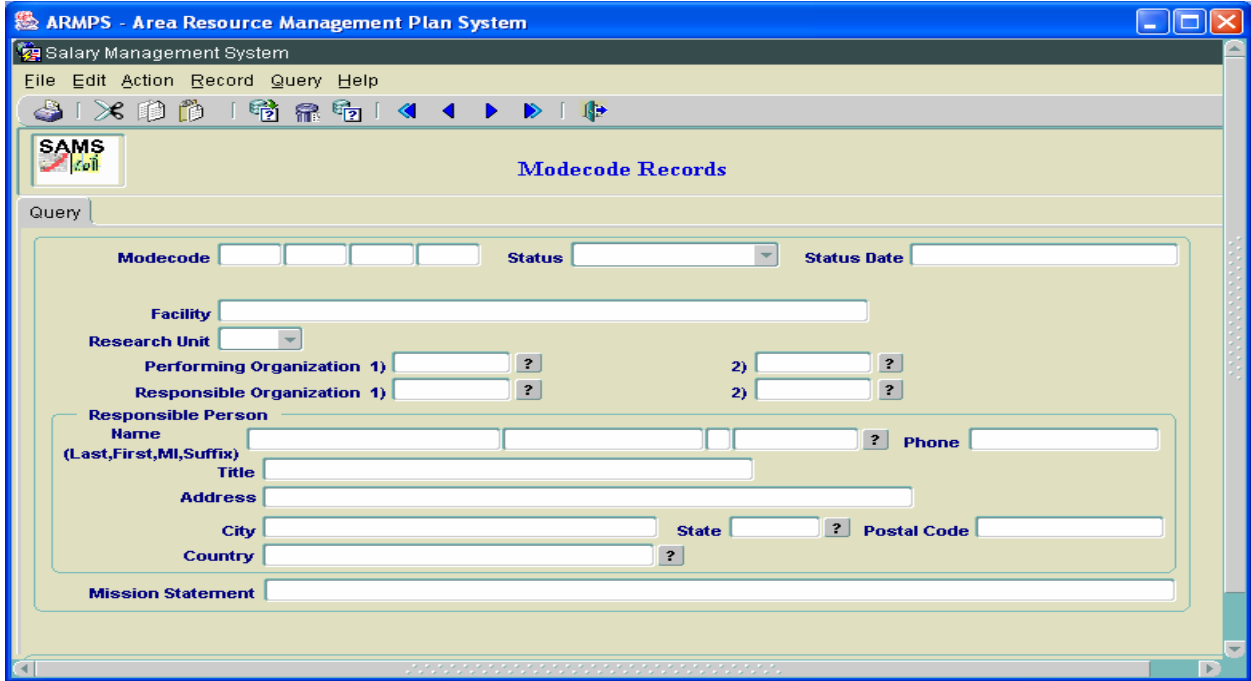 ARMPS - Area Resource Management Plan System
Salary Management System
File Edit Action Record Query Help
SAMS
Modecode Records
Query
Modecode Status Status Date
Facility
Research Unit
Performing Organization 1) ? 2) ?
Responsible Organization 1) ? 2) ?
Responsible Person
Name
(Last,First,MI,Suffix) ? Phone
Title
Address
City State ? Postal Code
Country ?
Mission Statement